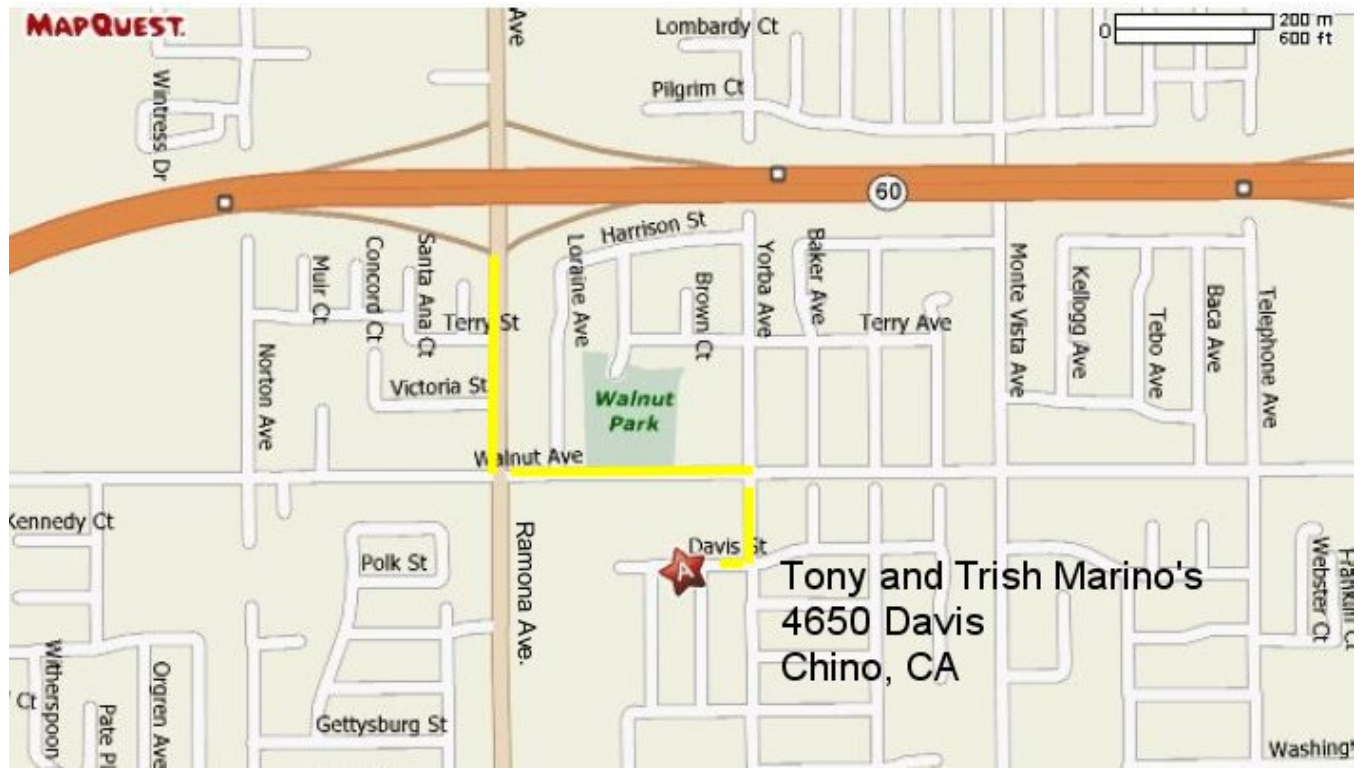 MAPQUEST.
Ave
Lombardy Ct
0
200 m
600 ft
Wintress Dr
Pilgrim Ct
60
Harrison St
Santa Ana Ct
Concord Ct
Muir Ct
Loraine Ave
Brown Ct
Yorba Ave
Baker Ave
Monte Vista Ave
Kellogg Ave
Tebo Ave
Baca Ave
Telephone Ave
Terry St
Terry Ave
Norton Ave
Victoria St
Walnut
Park
Walnut Ave
Kennedy Ct
Polk St
Ramona Ave.
Davis St
A
Tony and Trish Marino's
4650 Davis
Chino, CA
Webster Ct
Franklin Ct
Witherspoon
Ct
Pate Pl
Orgren Ave
Gettysburg St
Washingt